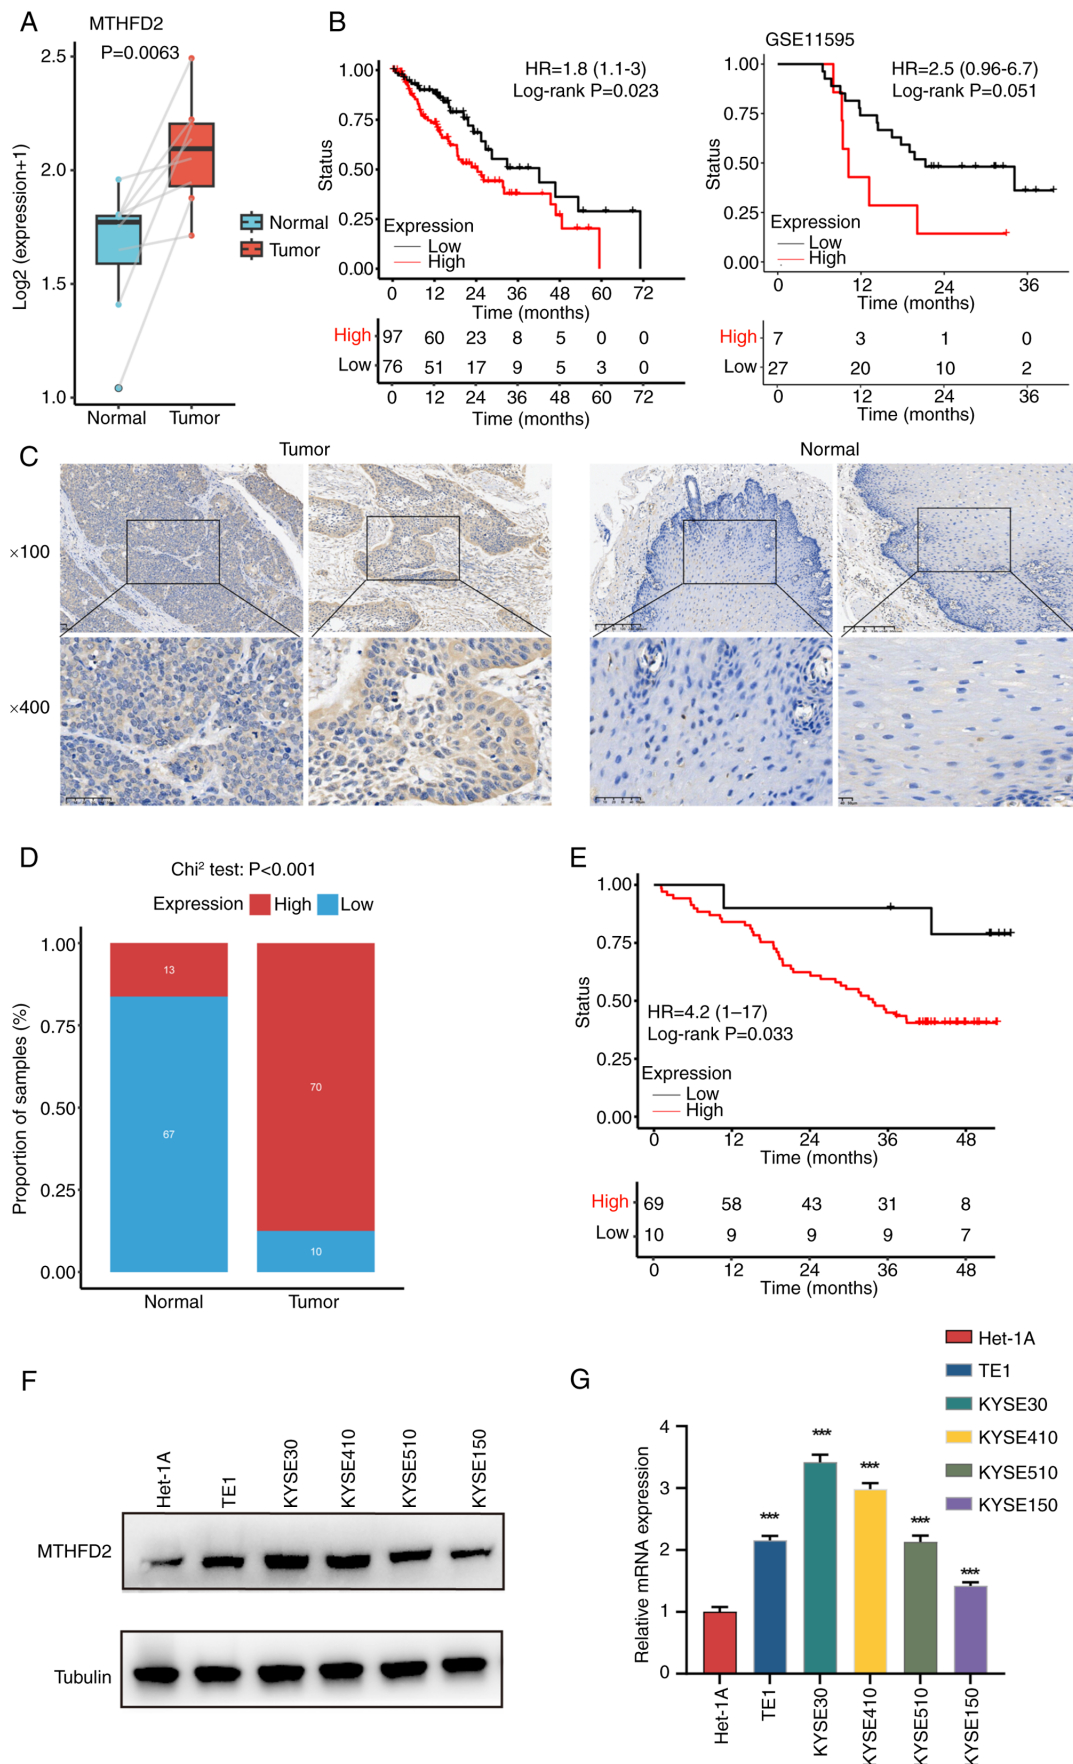 A
MTHFD2
P=0.0063
2.5
2.0
1.5
1.0
Log2 (expression+1)
Normal
Tumor
Normal
Tumor
B
HR=1.8 (1.1-3)
Log-rank P=0.023
1.00
0.75
0.50
0.25
0.00
Status
Expression
Low
High
0 12 24 36 48 60 72
Time (months)
High 97 60 23 8 5 0 0
Low 76 51 17 9 5 3 0
0 12 24 36 48 60 72
Time (months)
GSE11595
HR=2.5 (0.96-6.7)
Log-rank P=0.051
1.00
0.75
0.50
0.25
0.00
Status
Expression
Low
High
0 12 24 36
Time (months)
High 7 3 1 0
Low 27 20 10 2
0 12 24 36
Time (months)
C
Tumor
Normal
×100
×400
D
Chi² test: P<0.001
Expression High Low
1.00
0.75
0.50
0.25
0.00
Proportion of samples (%)
13
67
70
10
Normal
Tumor
E
1.00
0.75
0.50
0.25
0.00
Status
HR=4.2 (1–17)
Log-rank P=0.033
Expression
Low
High
0 12 24 36 48
Time (months)
High 69 58 43 31 8
Low 10 9 9 9 7
0 12 24 36 48
Time (months)
F
Het-1A
TE1
KYSE30
KYSE410
KYSE510
KYSE150
MTHFD2
Tubulin
G
Het-1A
TE1
KYSE30
KYSE410
KYSE510
KYSE150
4
3
2
1
0
Relative mRNA expression
***
***
***
***
***
Het-1A
TE1
KYSE30
KYSE410
KYSE510
KYSE150